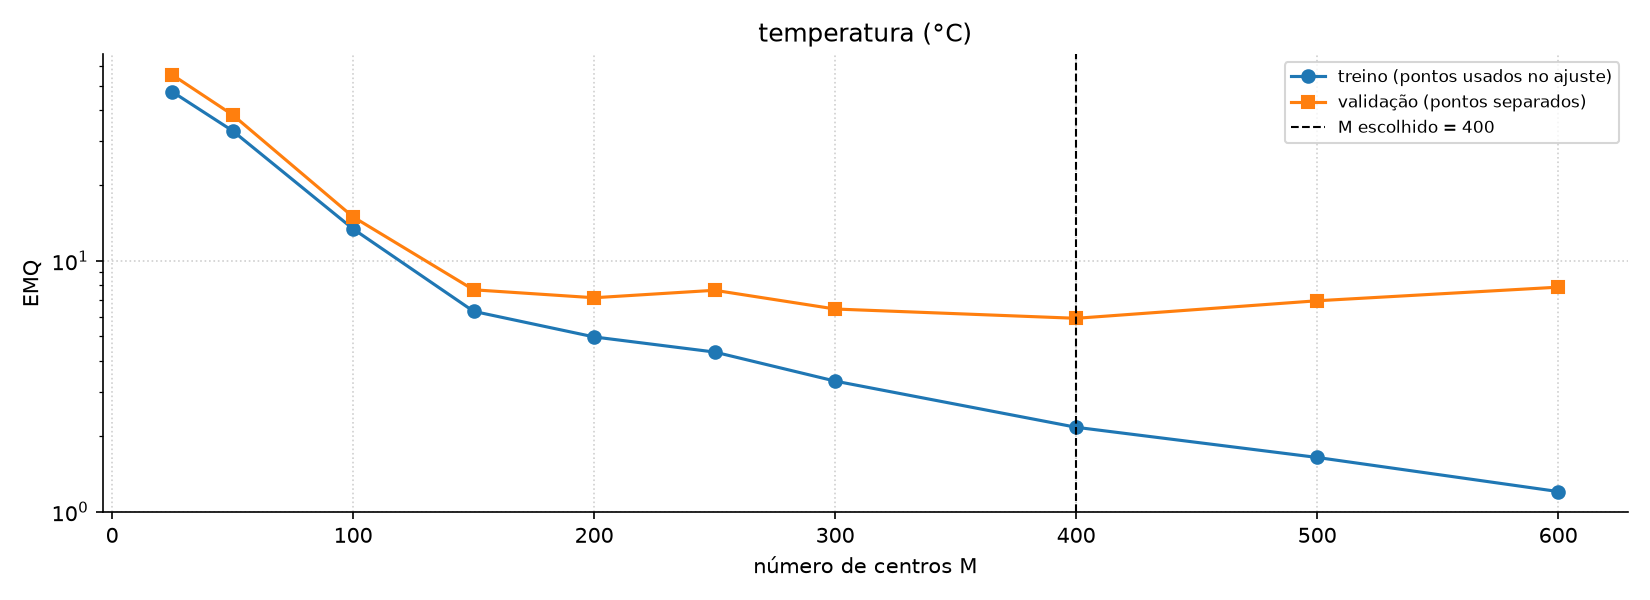 temperatura (°C)
treino (pontos usados no ajuste)
validação (pontos separados)
M escolhido = 400
EMQ
10¹
10⁰
0 100 200 300 400 500 600
número de centros M